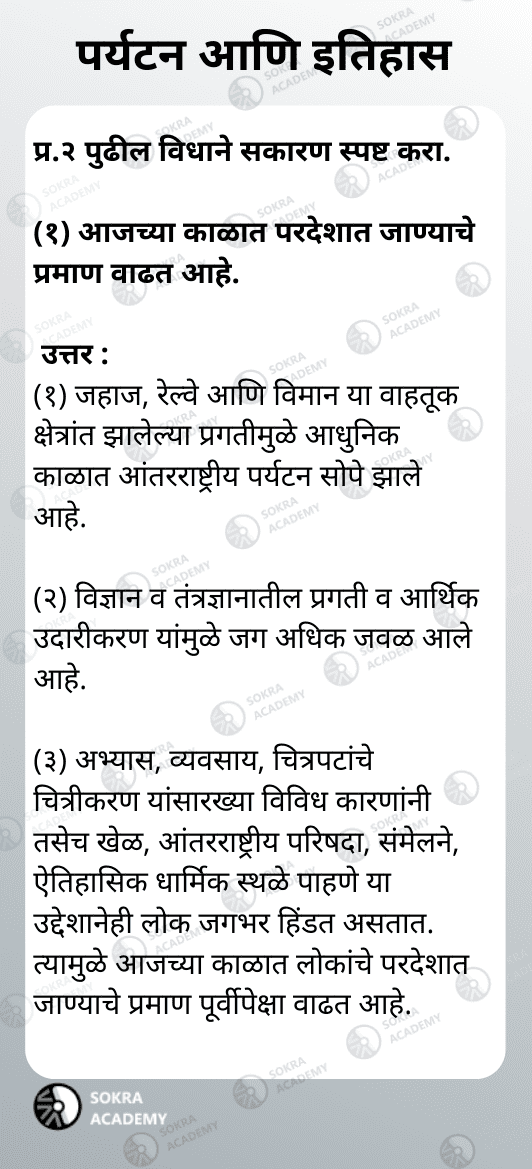 पर्यटन आणि इतिहास
प्र.२ पुढील विधाने सकारण स्पष्ट करा.
(१) आजच्या काळात परदेशात जाण्याचे
प्रमाण वाढत आहे.
उत्तर :
(१) जहाज, रेल्वे आणि विमान या वाहतूक
क्षेत्रांत झालेल्या प्रगतीमुळे आधुनिक
काळात आंतरराष्ट्रीय पर्यटन सोपे झाले
आहे.
(२) विज्ञान व तंत्रज्ञानातील प्रगती व आर्थिक
उदारीकरण यांमुळे जग अधिक जवळ आले
आहे.
(३) अभ्यास, व्यवसाय, चित्रपटांचे
चित्रीकरण यांसारख्या विविध कारणांनी
तसेच खेळ, आंतरराष्ट्रीय परिषदा, संमेलने,
ऐतिहासिक धार्मिक स्थळे पाहणे या
उद्देशानेही लोक जगभर हिंडत असतात.
त्यामुळे आजच्या काळात लोकांचे परदेशात
जाण्याचे प्रमाण पूर्वीपेक्षा वाढत आहे.
SOKRA
ACADEMY